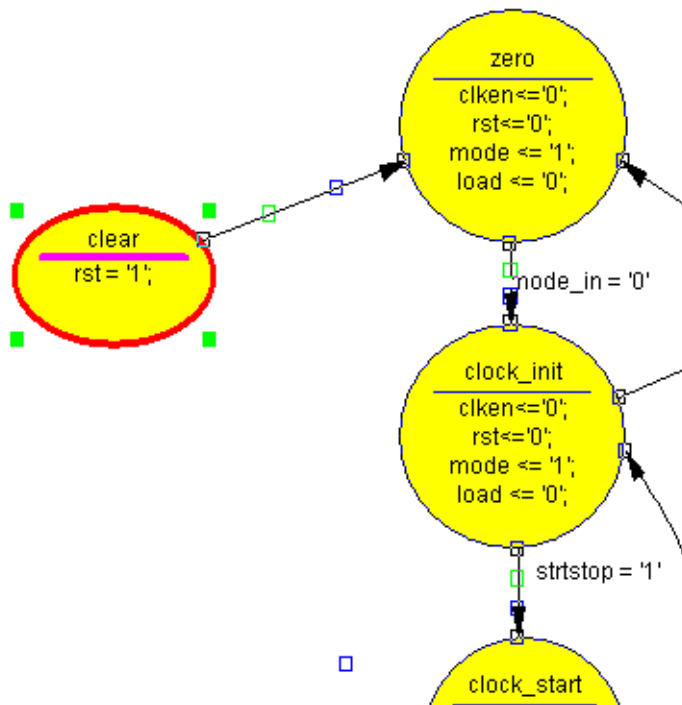 zero
clken<='0';
rst<='0';
mode <= '1';
load <= '0';
clear
rst = '1';
mode_in = '0'
clock_init
clken<='0';
rst<='0';
mode <= '1';
load <= '0';
strtstop = '1'
clock_start